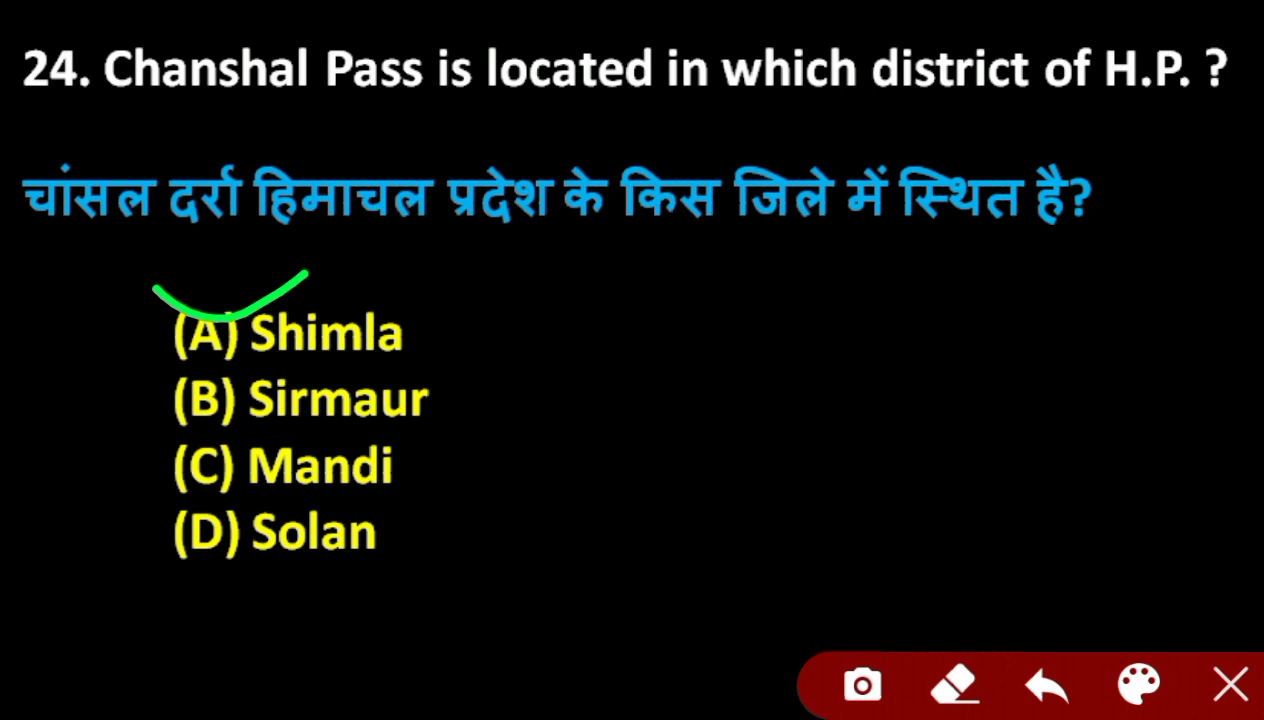 24. Chanshal Pass is located in which district of H.P. ?
चांसल दर्रा हिमाचल प्रदेश के किस जिले में स्थित है?
(A) Shimla
(B) Sirmaur
(C) Mandi
(D) Solan